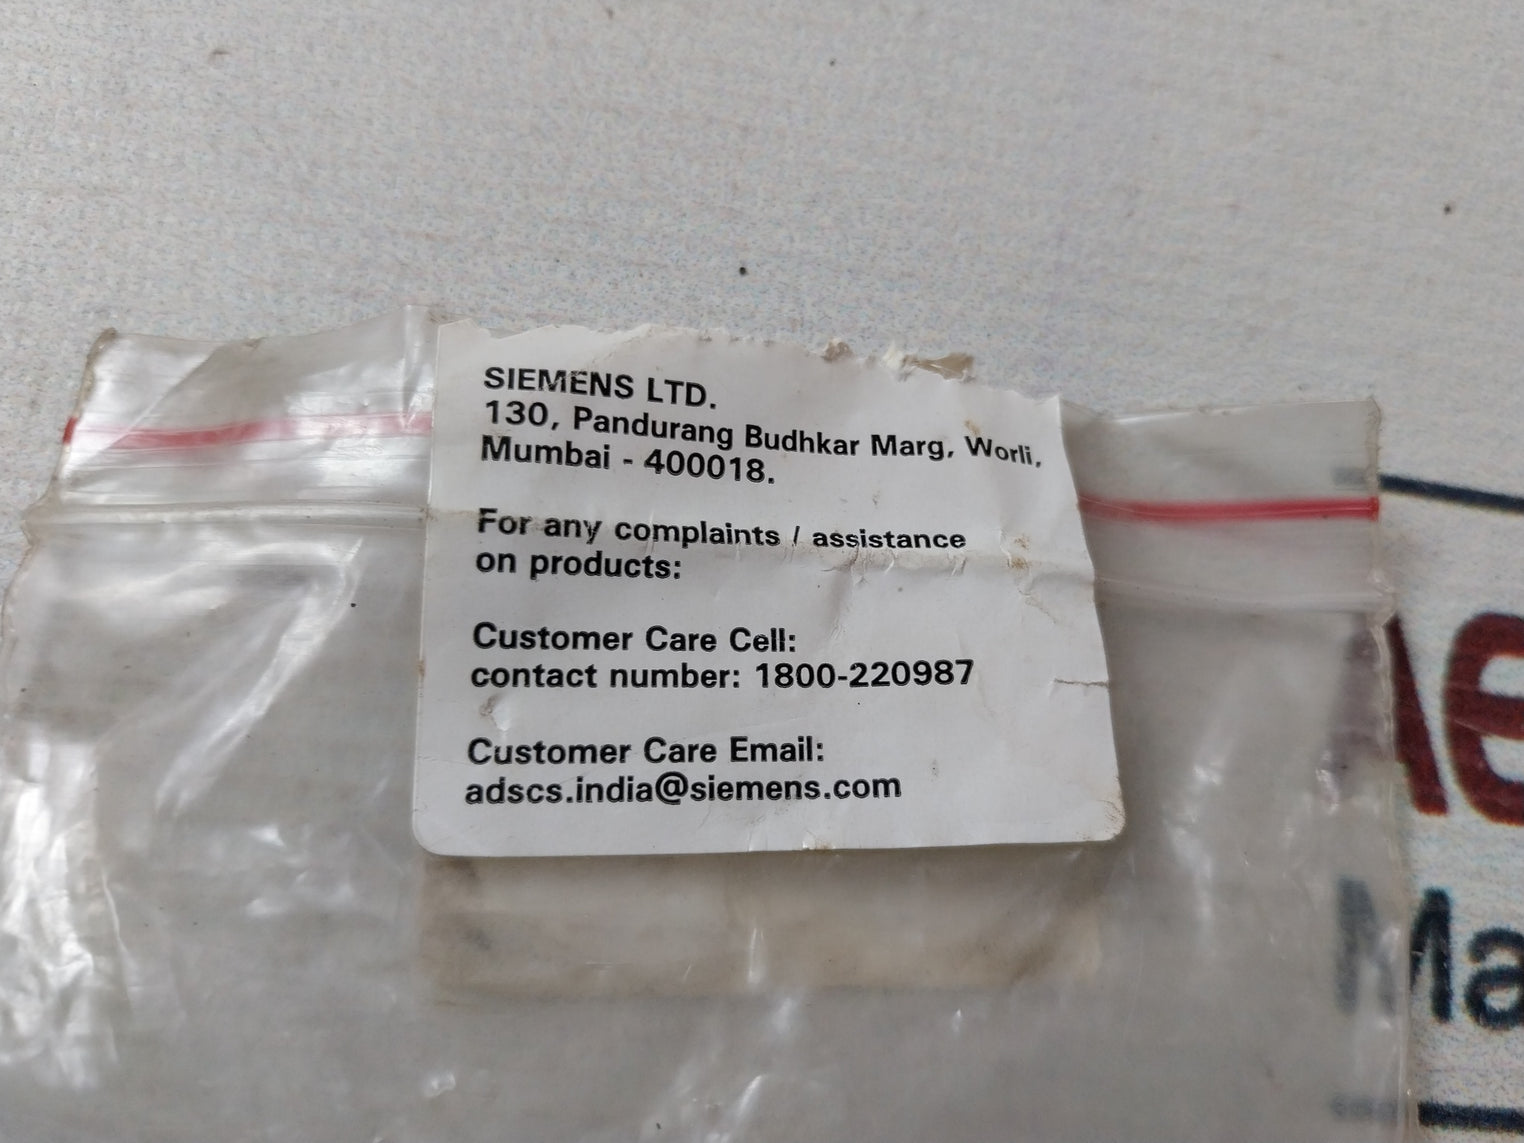 SIEMENS LTD.
130, Pandurang Budhkar Marg, Worli,
Mumbai - 400018.
For any complaints / assistance
on products:
Customer Care Cell:
contact number: 1800-220987
Customer Care Email:
adscs.india@siemens.com